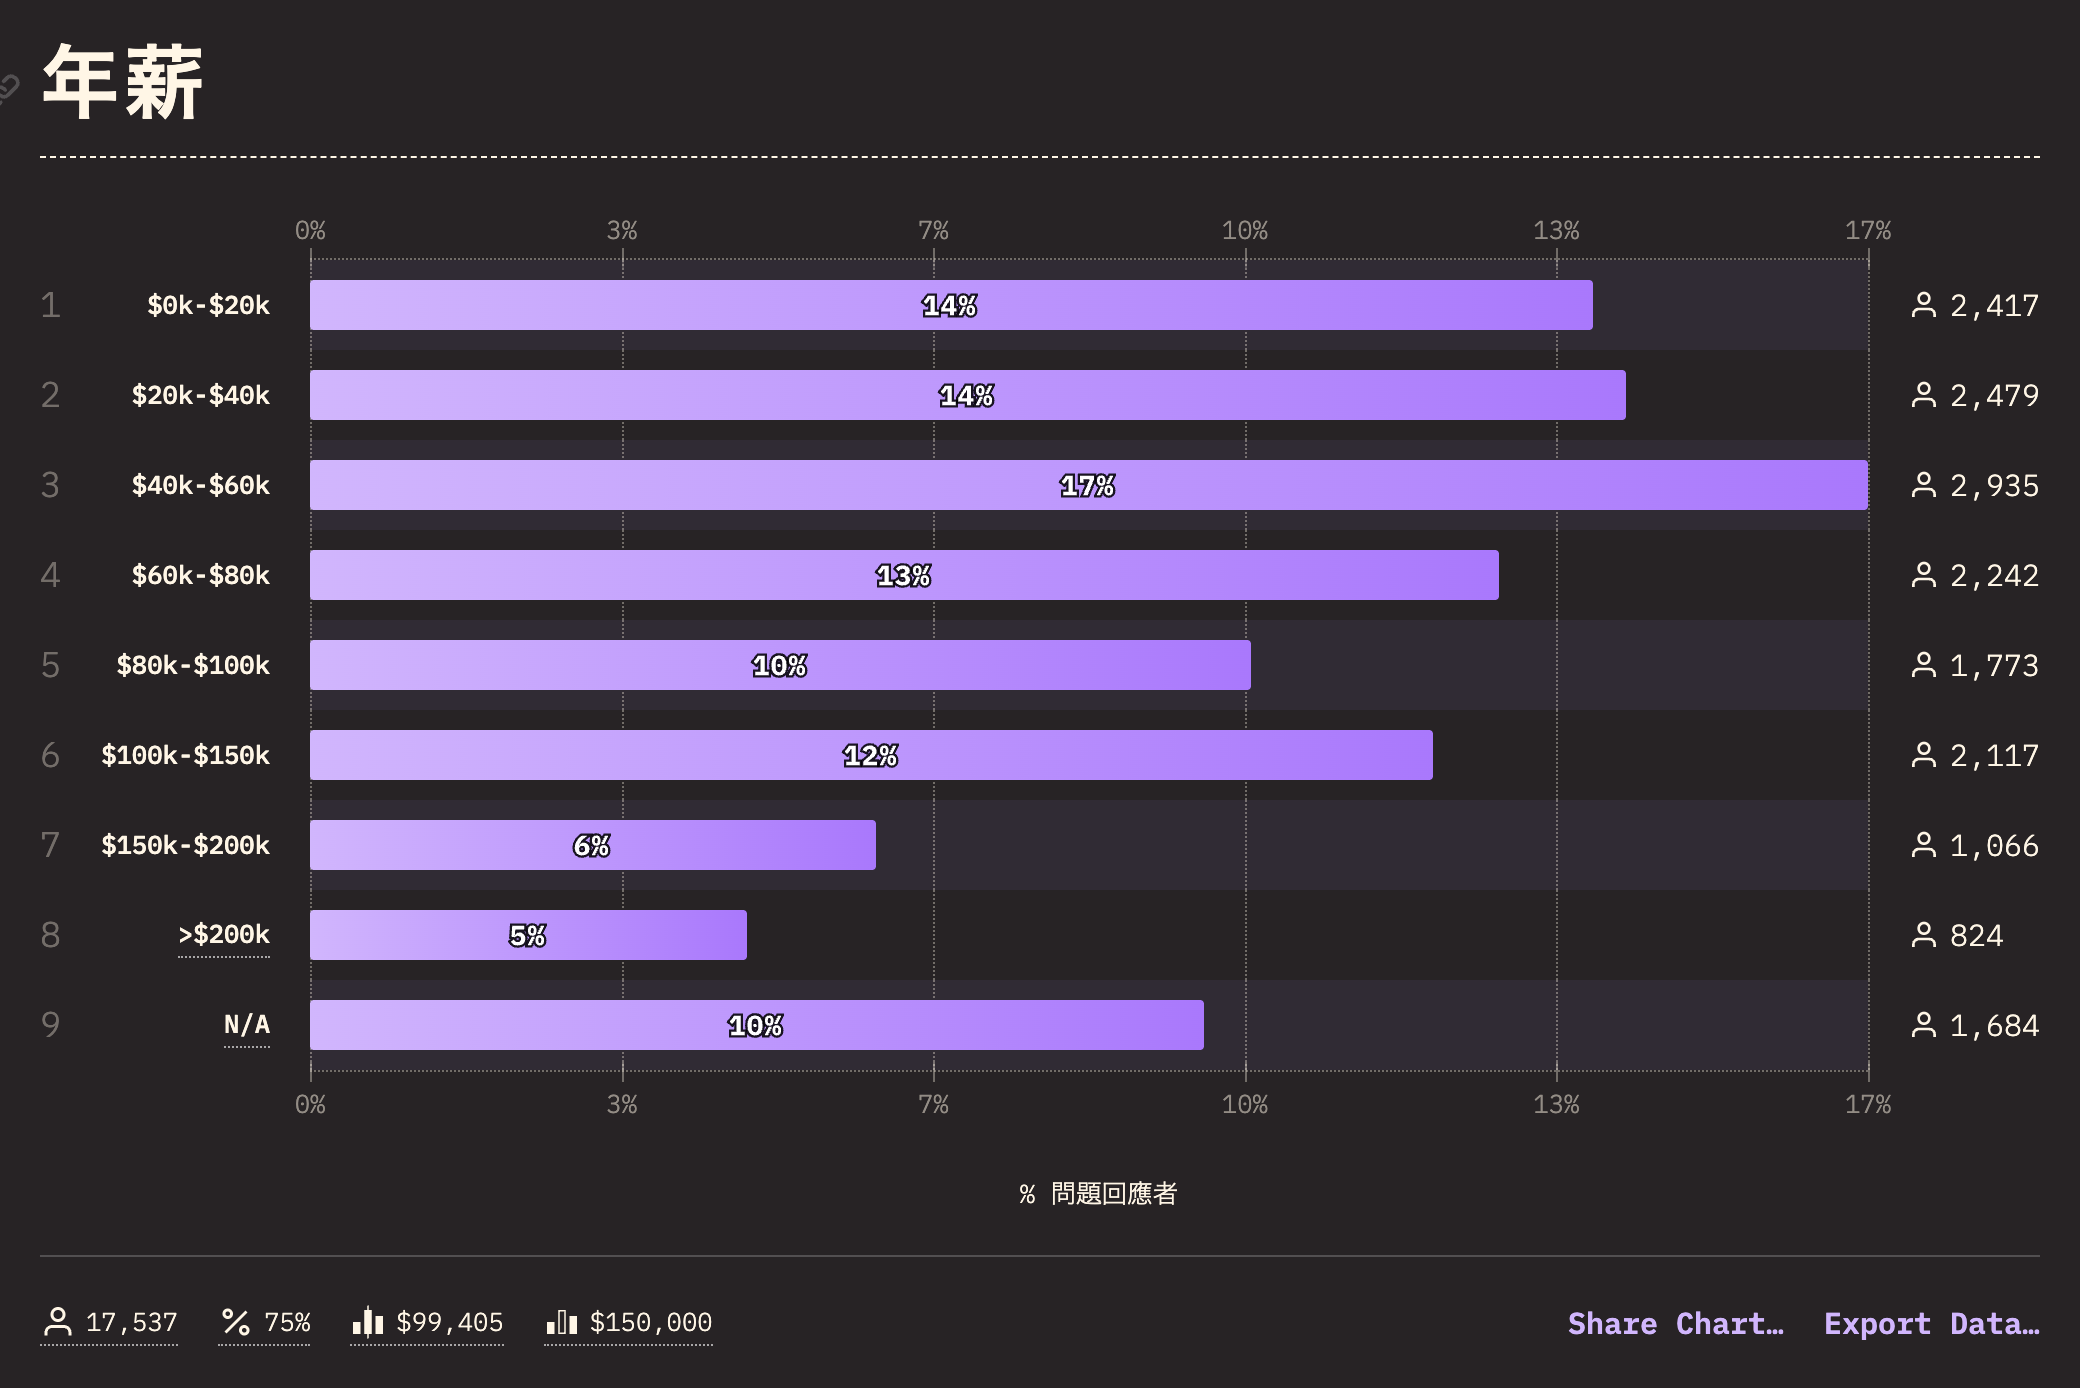 年薪
0% 3% 7% 10% 13% 17%
1 $0k-$20k 14% 2,417
2 $20k-$40k 14% 2,479
3 $40k-$60k 17% 2,935
4 $60k-$80k 13% 2,242
5 $80k-$100k 10% 1,773
6 $100k-$150k 12% 2,117
7 $150k-$200k 6% 1,066
8 >$200k 5% 824
9 N/A 10% 1,684
0% 3% 7% 10% 13% 17%
% 問題回應者
17,537 75% $99,405 $150,000 Share Chart… Export Data…